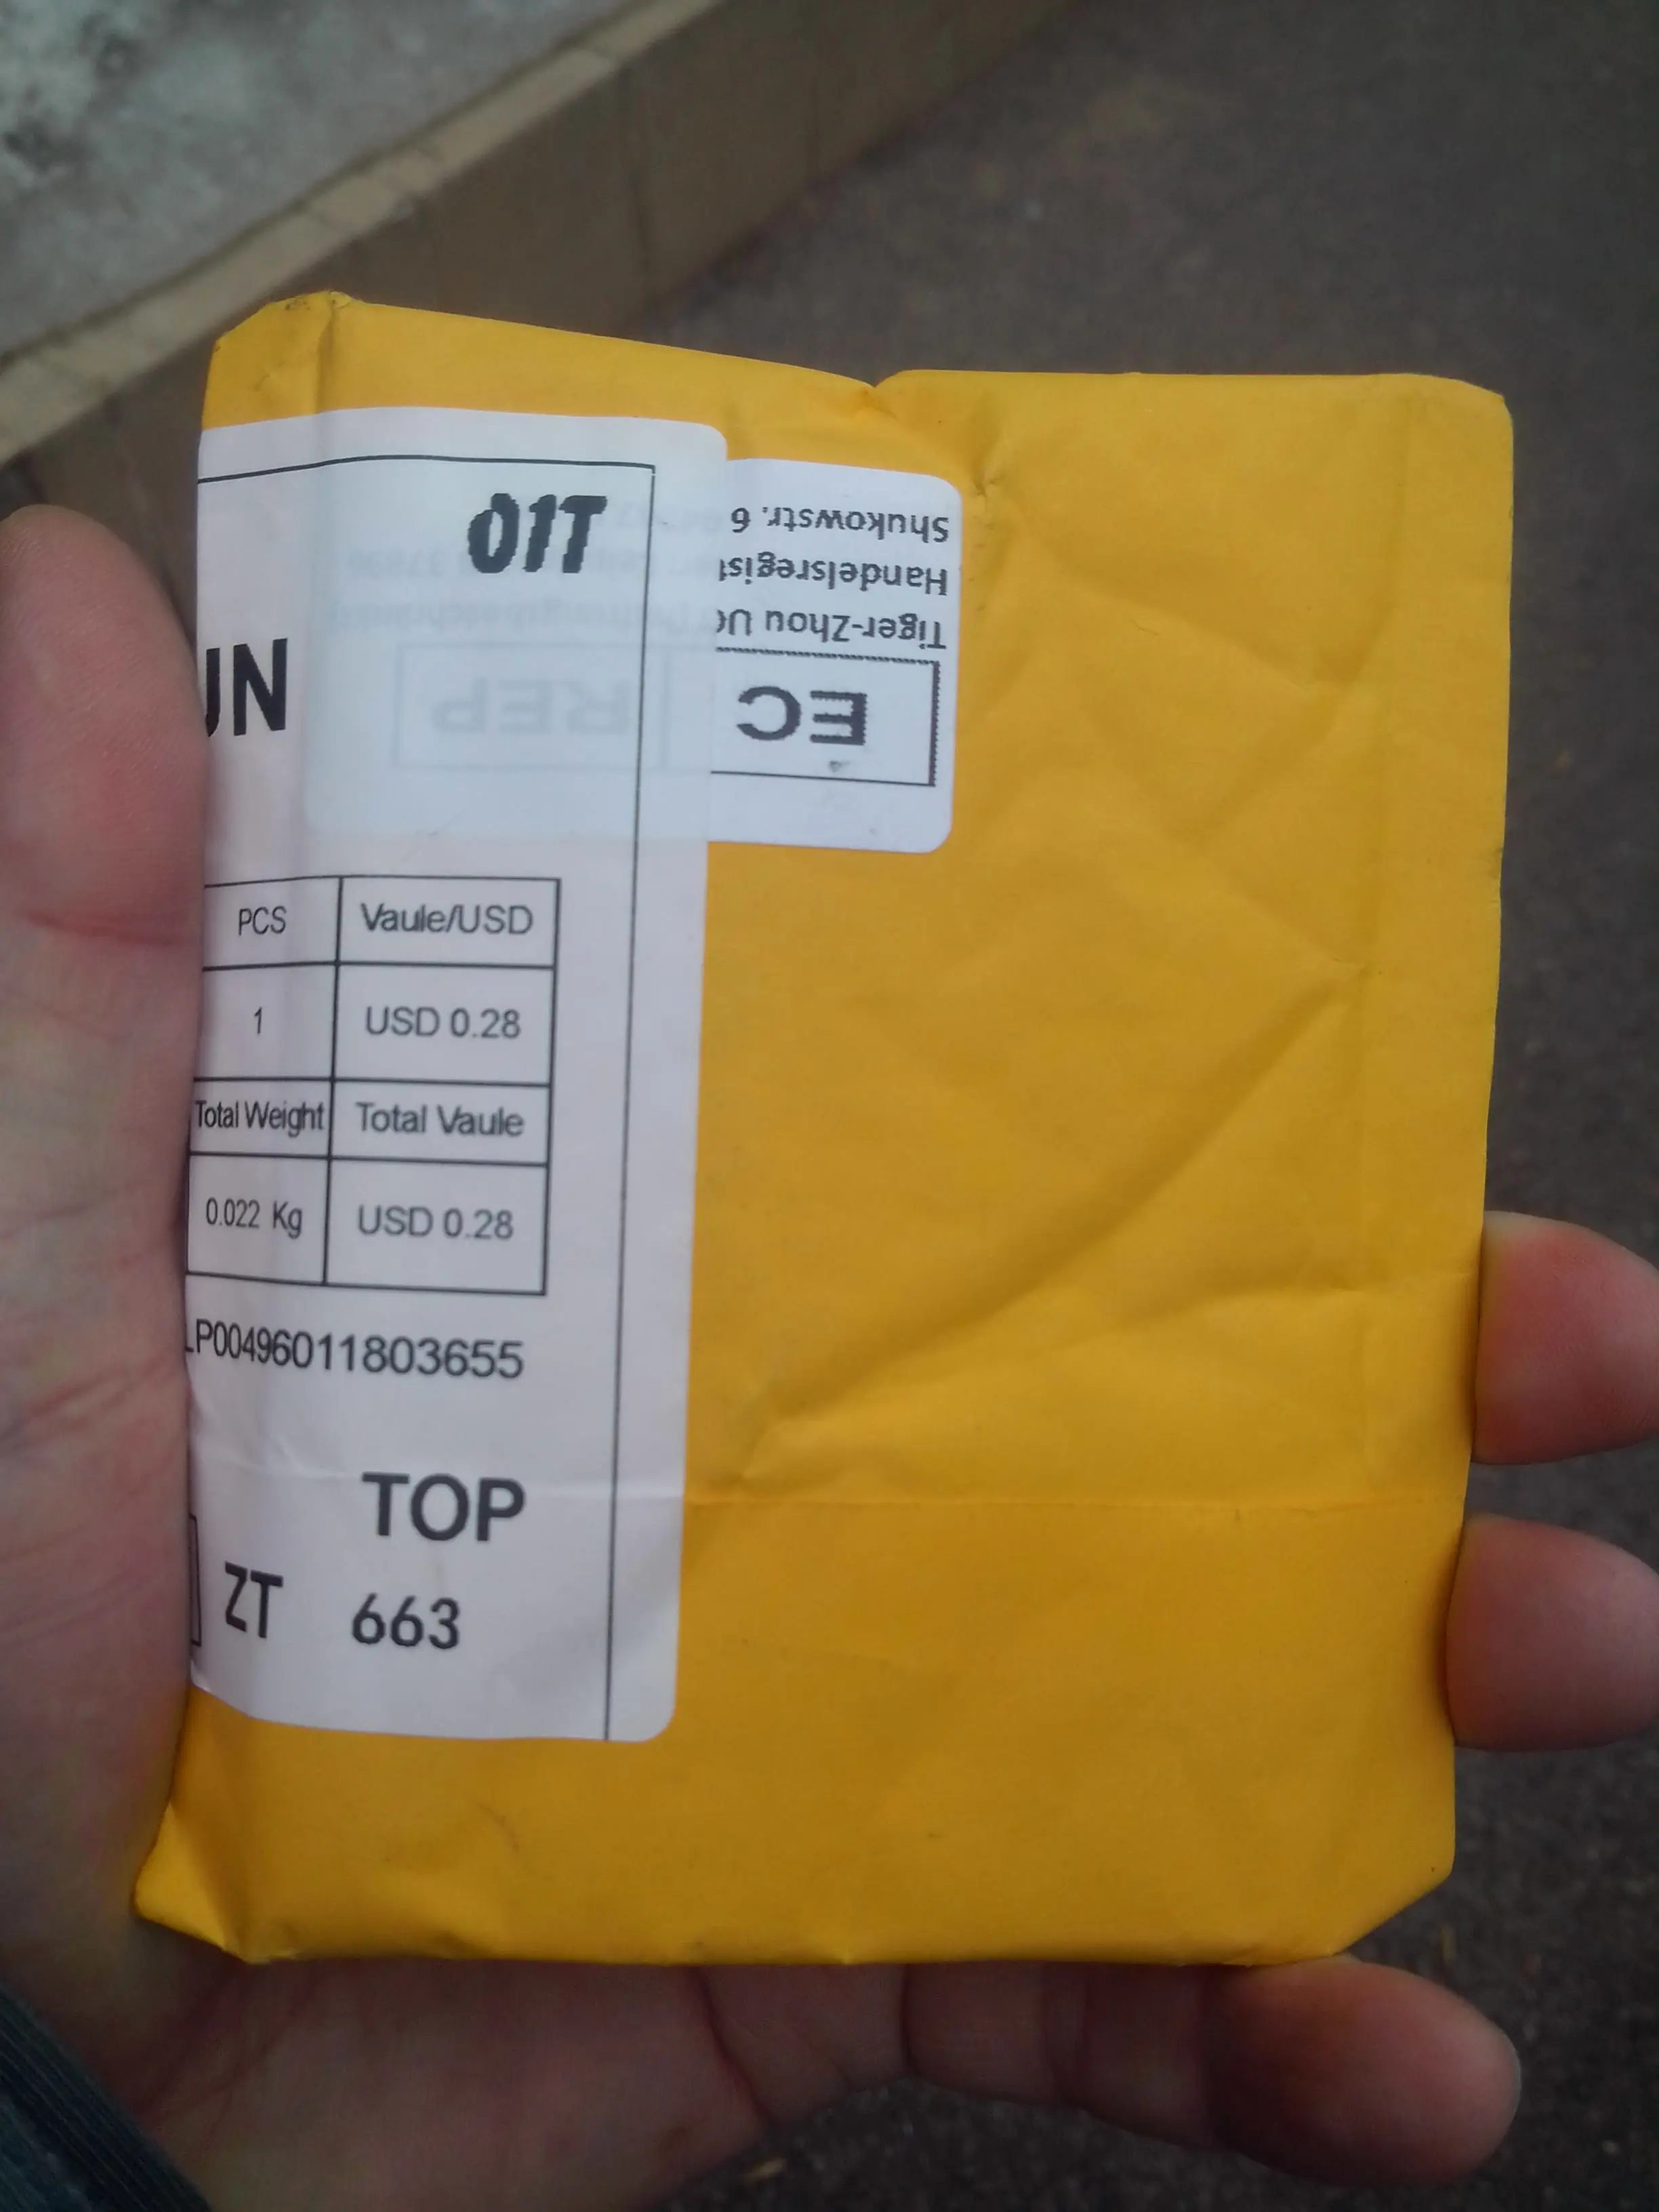 01T
UN
PCS Vaule/USD
1 USD 0.28
Total Weight Total Vaule
0.022 Kg USD 0.28
LP00496011803655
TOP
ZT 663
EC REP
Tiger-Zhou
Handelsregist
Shukowstr. 6